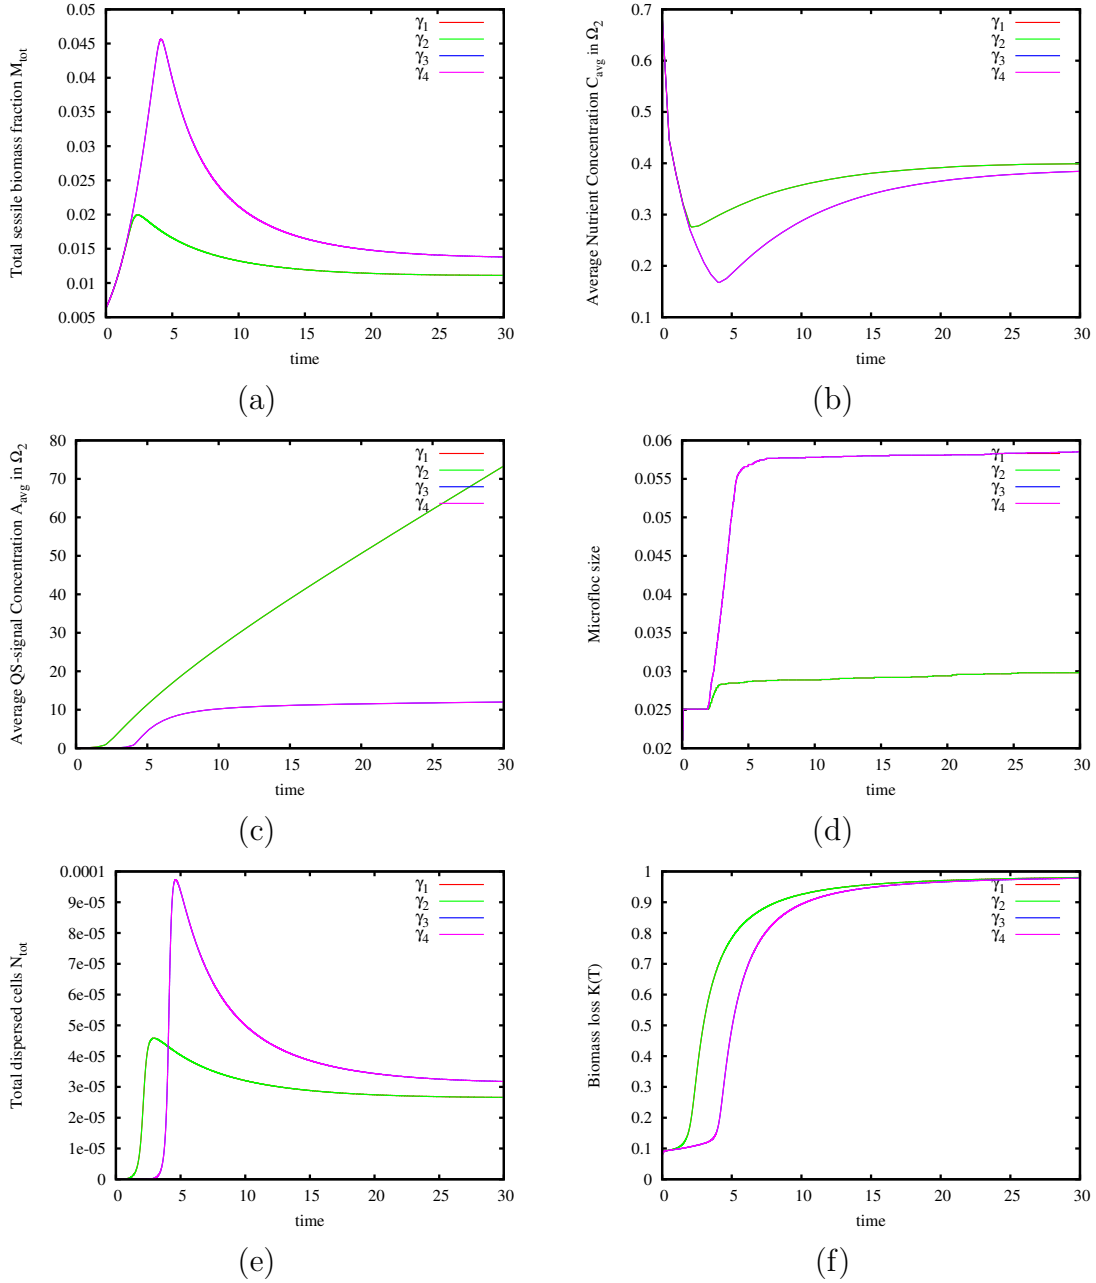 Total sessile biomass fraction M_tot
0.05
0.045
0.04
0.035
0.03
0.025
0.02
0.015
0.01
0.005
0 5 10 15 20 25 30
time
γ1
γ2
γ3
γ4
(a)
Average Nutrient Concentration C_avg in Ω2
0.7
0.6
0.5
0.4
0.3
0.2
0.1
0 5 10 15 20 25 30
time
γ1
γ2
γ3
γ4
(b)
Average QS-signal Concentration A_avg in Ω2
80
70
60
50
40
30
20
10
0
0 5 10 15 20 25 30
time
γ1
γ2
γ3
γ4
(c)
Microfloc size
0.06
0.055
0.05
0.045
0.04
0.035
0.03
0.025
0.02
0 5 10 15 20 25 30
time
γ1
γ2
γ3
γ4
(d)
Total dispersed cells N_tot
0.0001
9e-05
8e-05
7e-05
6e-05
5e-05
4e-05
3e-05
2e-05
1e-05
0
0 5 10 15 20 25 30
time
γ1
γ2
γ3
γ4
(e)
Biomass loss K(T)
1
0.9
0.8
0.7
0.6
0.5
0.4
0.3
0.2
0.1
0
0 5 10 15 20 25 30
time
γ1
γ2
γ3
γ4
(f)